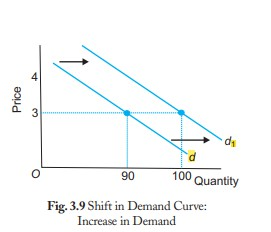 4
Price
3
d₁
d
O
90
100
Quantity
Fig. 3.9 Shift in Demand Curve:
Increase in Demand